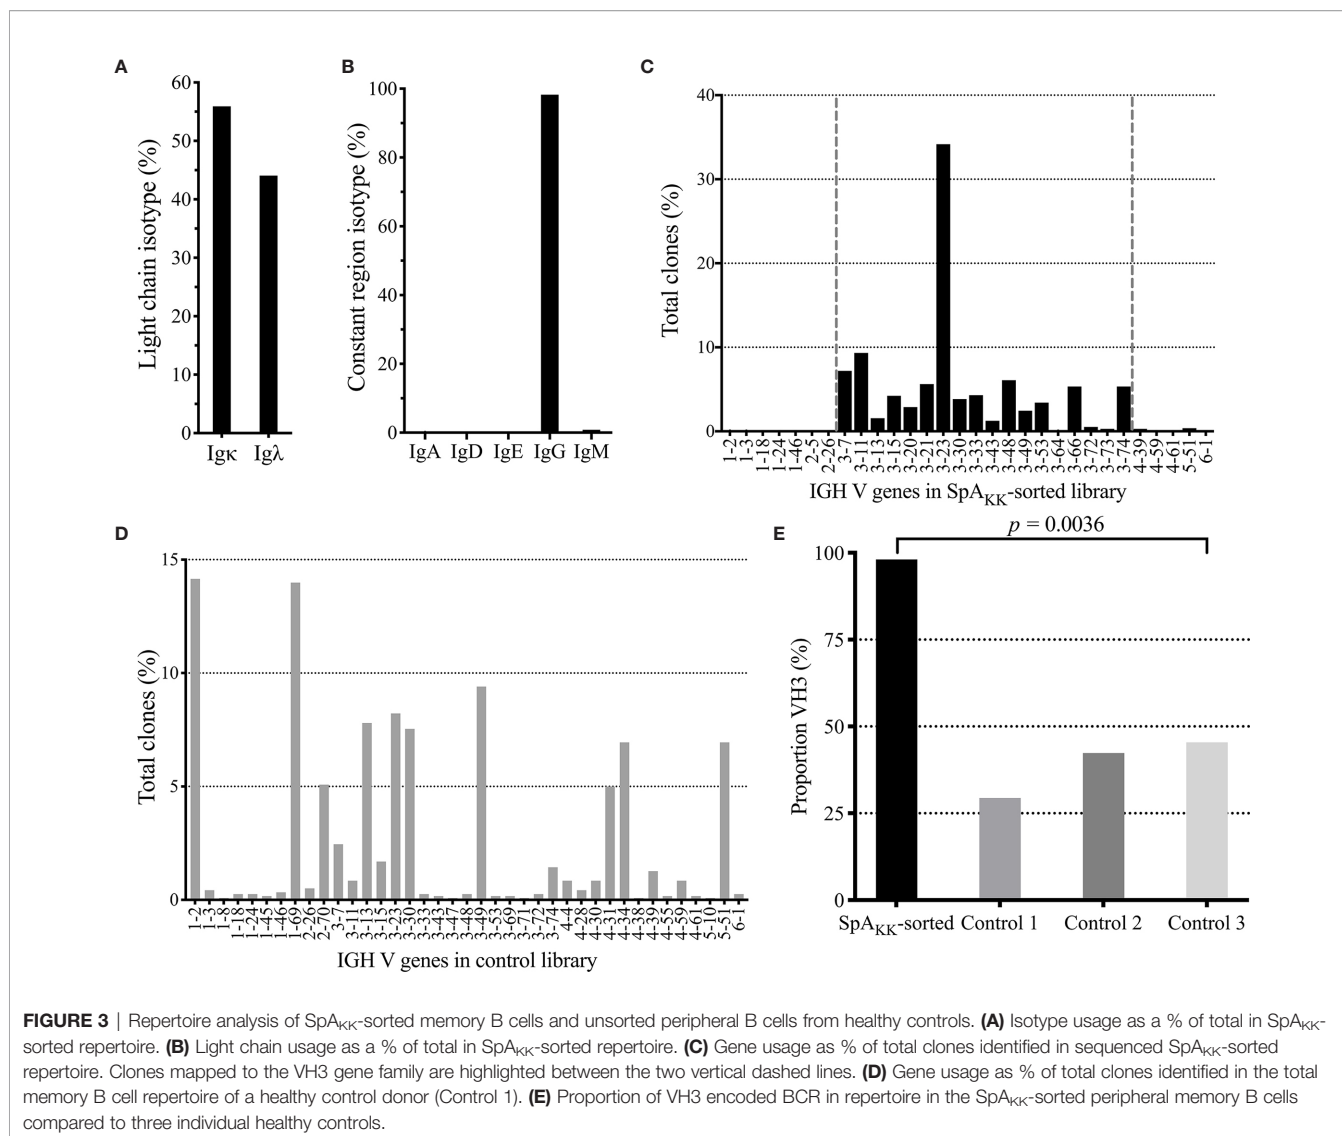 A
Light chain isotype (%)
60
50
40
30
20
10
0
Igκ Igλ
B
Constant region isotype (%)
100
80
60
40
20
0
IgA IgD IgE IgG IgM
C
Total clones (%)
40
30
20
10
0
1-2 1-3 1-18 1-24 1-46 2-5 2-26 3-7 3-11 3-13 3-15 3-20 3-21 3-23 3-30 3-33 3-43 3-48 3-49 3-53 3-64 3-66 3-72 3-73 3-74 4-39 4-59 4-61 5-51 6-1
IGH V genes in SpAKK-sorted library
D
Total clones (%)
15
10
5
0
1-2 1-3 1-8 1-18 1-24 1-45 1-46 1-69 2-26 2-70 3-7 3-11 3-13 3-15 3-23 3-30 3-33 3-43 3-47 3-48 3-49 3-53 3-69 3-71 3-72 3-74 4-4 4-28 4-30 4-31 4-34 4-38 4-39 4-55 4-59 4-61 5-10 5-51 6-1
IGH V genes in control library
E
p = 0.0036
Proportion VH3 (%)
100
75
50
25
0
SpAKK-sorted Control 1 Control 2 Control 3
FIGURE 3 | Repertoire analysis of SpAKK-sorted memory B cells and unsorted peripheral B cells from healthy controls. (A) Isotype usage as a % of total in SpAKK-
sorted repertoire. (B) Light chain usage as a % of total in SpAKK-sorted repertoire. (C) Gene usage as % of total clones identified in sequenced SpAKK-sorted
repertoire. Clones mapped to the VH3 gene family are highlighted between the two vertical dashed lines. (D) Gene usage as % of total clones identified in the total
memory B cell repertoire of a healthy control donor (Control 1). (E) Proportion of VH3 encoded BCR in repertoire in the SpAKK-sorted peripheral memory B cells
compared to three individual healthy controls.